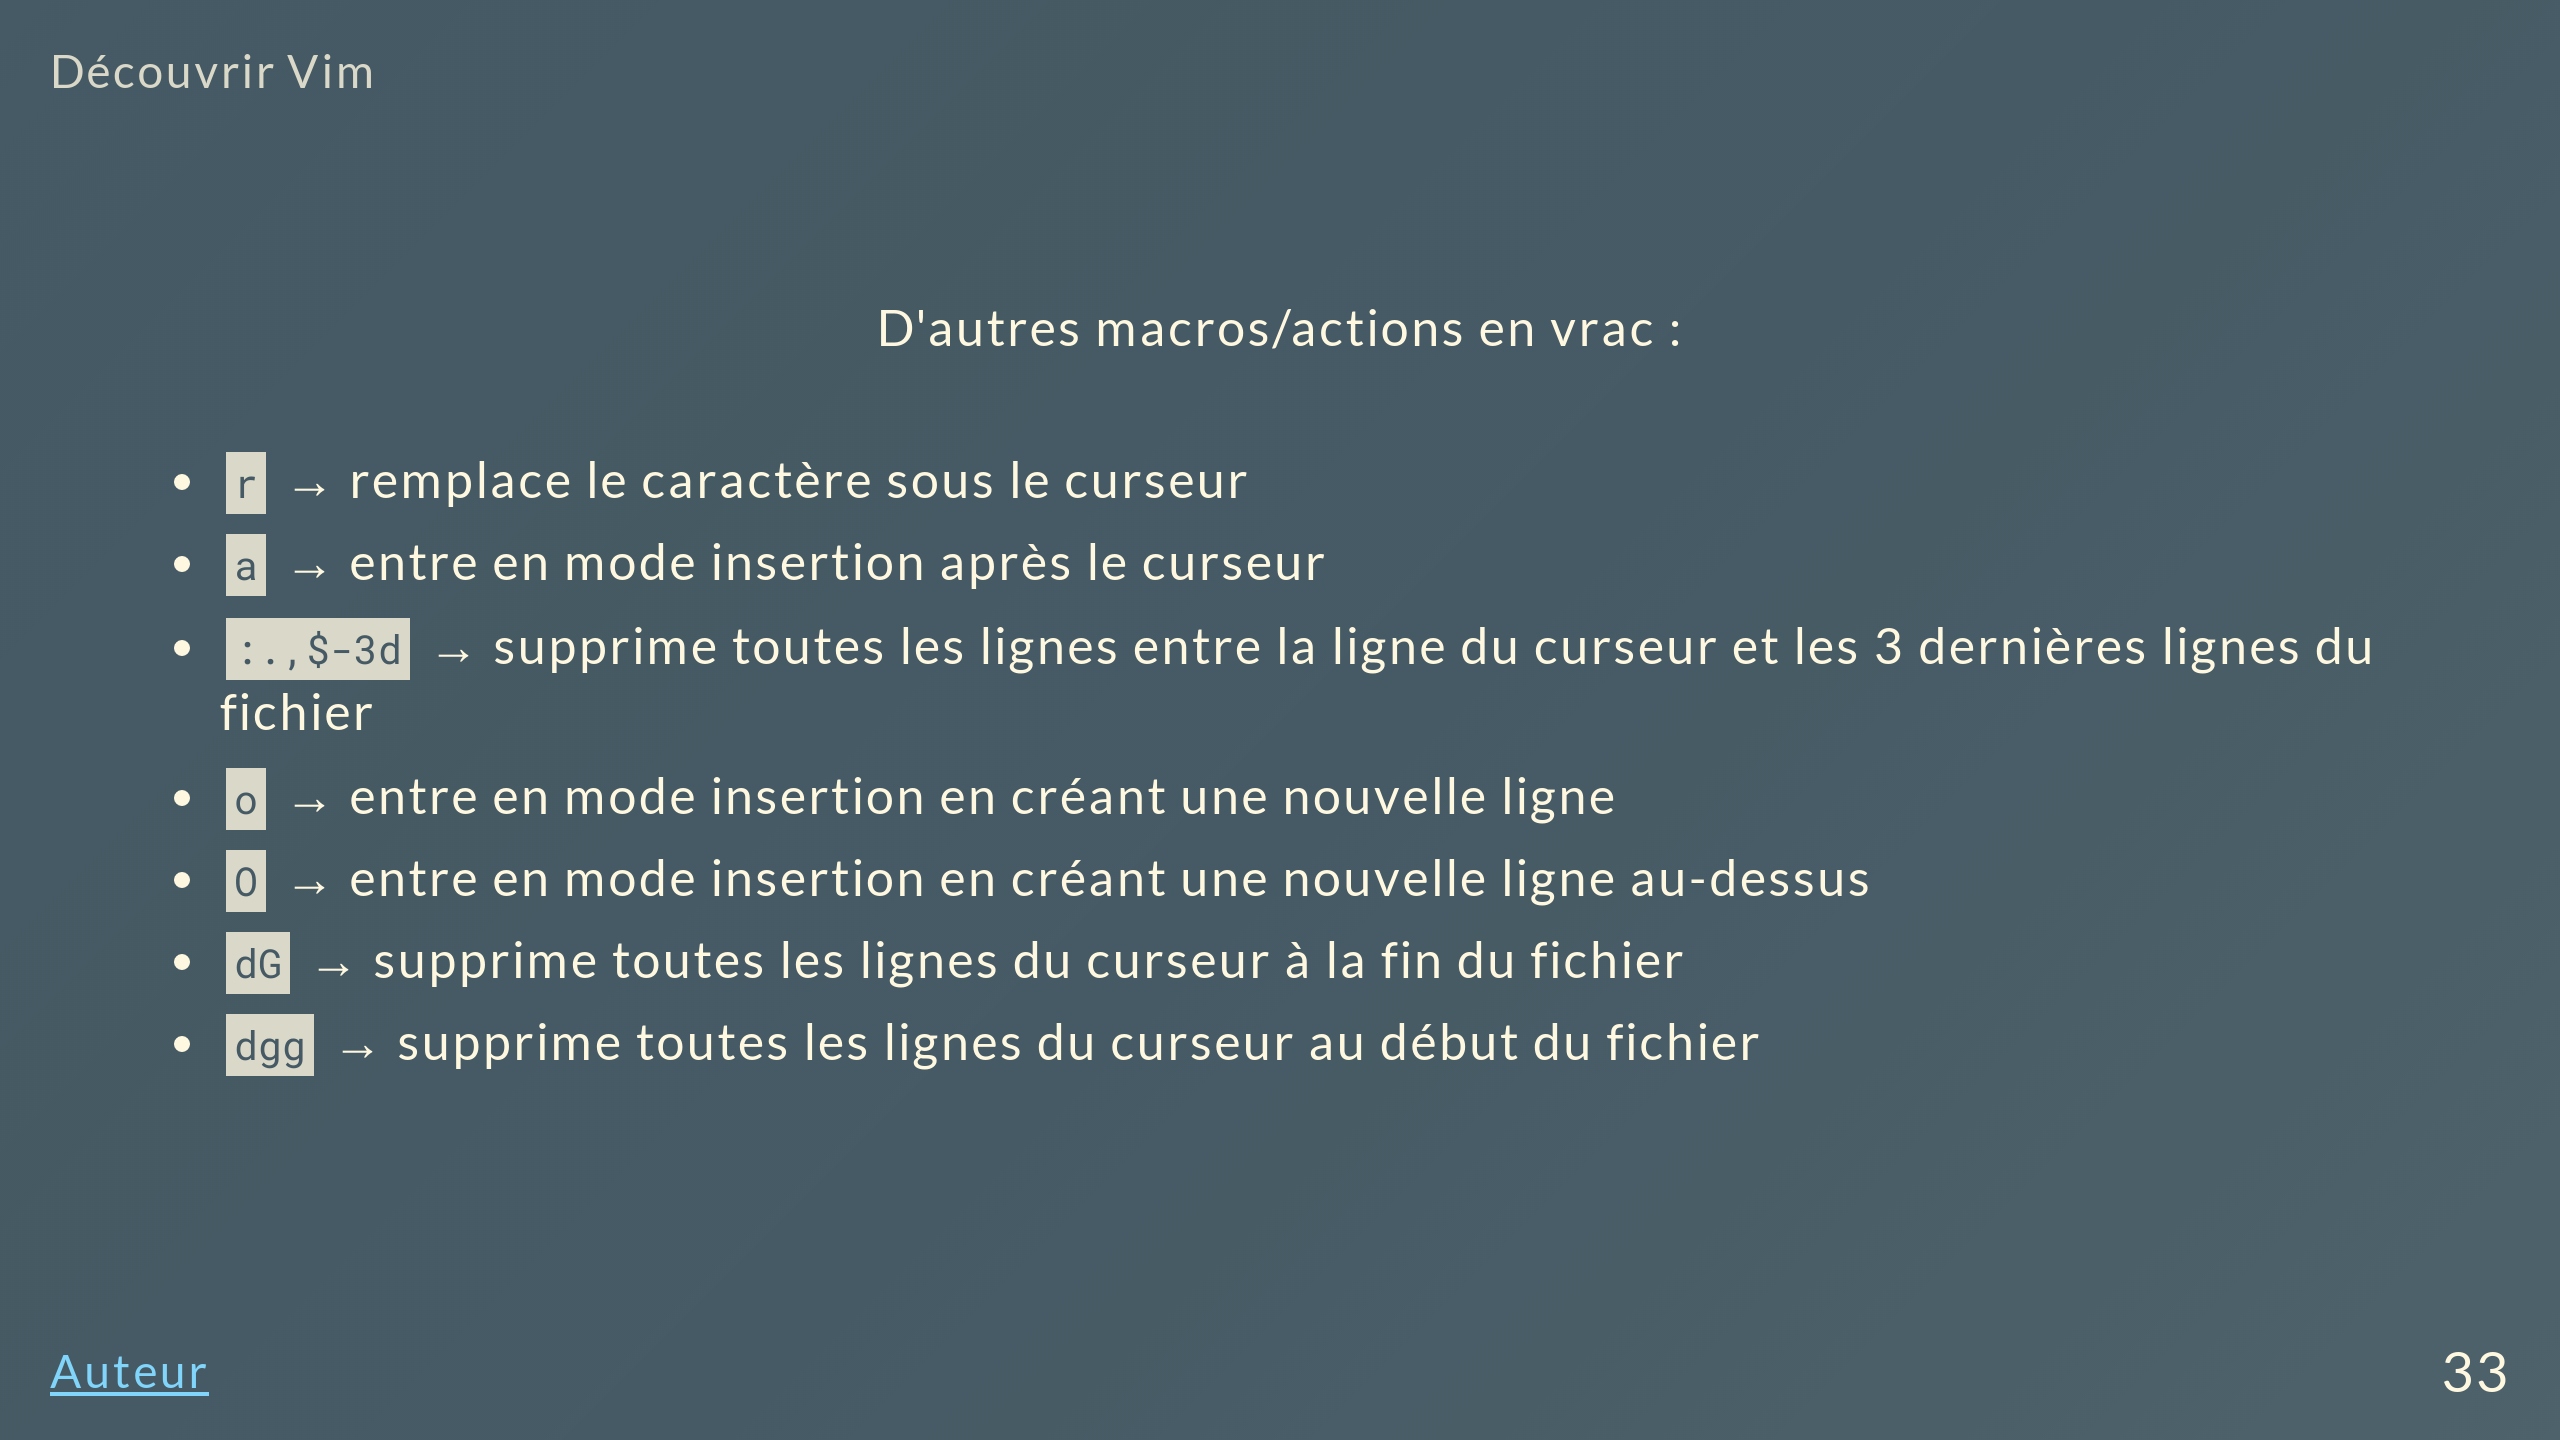 Découvrir Vim
D'autres macros/actions en vrac :
• r → remplace le caractère sous le curseur
• a → entre en mode insertion après le curseur
• :.,$-3d → supprime toutes les lignes entre la ligne du curseur et les 3 dernières lignes du
fichier
• o → entre en mode insertion en créant une nouvelle ligne
• O → entre en mode insertion en créant une nouvelle ligne au-dessus
• dG → supprime toutes les lignes du curseur à la fin du fichier
• dgg → supprime toutes les lignes du curseur au début du fichier
Auteur
33